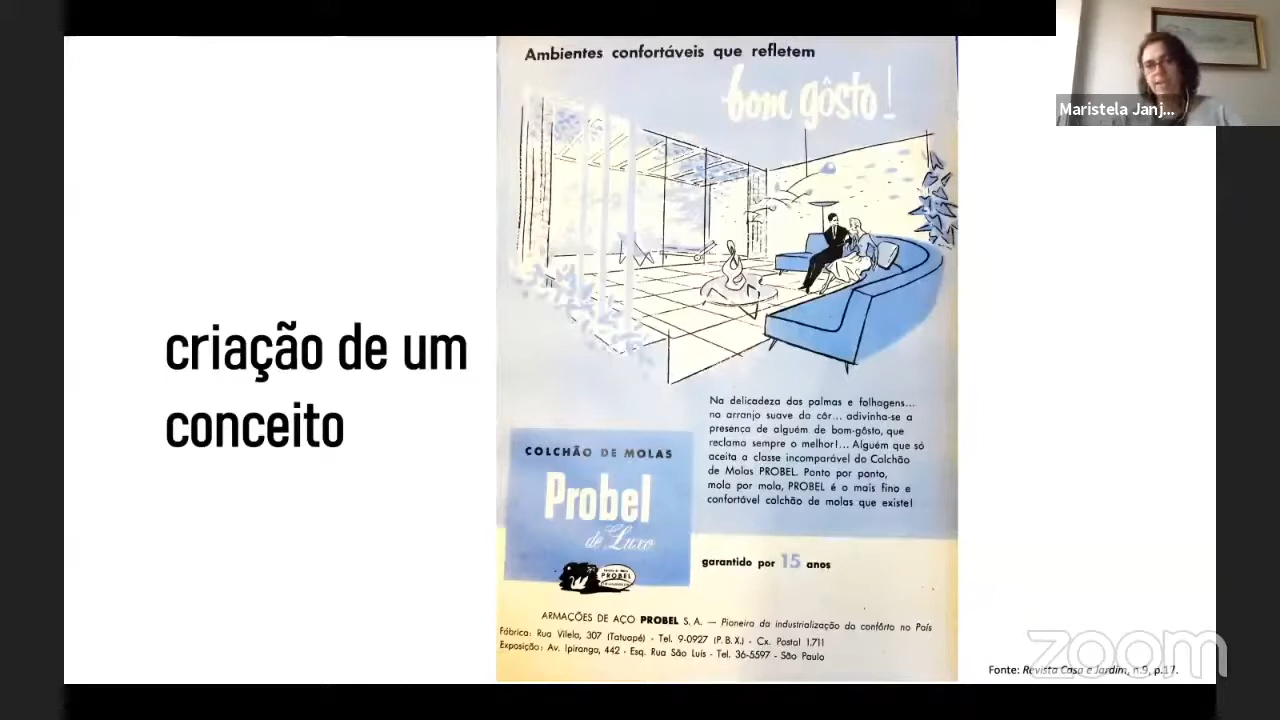 Maristela Janj...
Ambientes confortáveis que refletem
bom gôsto!
criação de um
conceito
Na delicadeza das palmas e folhagens...
no arranjo suave da côr... adivinha-se a
presença de alguém de bom-gôsto, que
reclama sempre o melhor!... Alguém que só
aceita a classe incomparável do Colchão
de Molas PROBEL. Ponto por ponto,
mola por mola, PROBEL é o mais fino e
confortável colchão de molas que existe!
COLCHÃO DE MOLAS
Probel
de Luxo
PROBEL
garantido por 15 anos
ARMAÇÕES DE AÇO PROBEL S. A. — Pioneira da industrialização do confôrto no País
Fábrica: Rua Vilela, 307 (Tatuapé) - Tel. 9-0927 (P.B.X.) - Cx. Postal 1.711
Exposição: Av. Ipiranga, 442 - Esq. Rua São Luís - Tel. 36-5597 - São Paulo
Fonte: Revista Casa e Jardim, n.9, p.17.
zoom